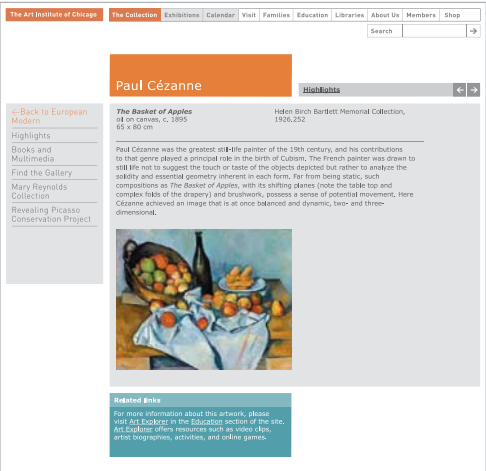 The Art Institute of Chicago
The Collection Exhibitions Calendar Visit Families Education Libraries About Us Members Shop
Search
Paul Cézanne
Highlights
←Back to European
Modern
Highlights
Books and
Multimedia
Find the Gallery
Mary Reynolds
Collection
Revealing Picasso
Conservation Project
The Basket of Apples
oil on canvas, c. 1895
65 x 80 cm
Helen Birch Bartlett Memorial Collection,
1926.252
Paul Cézanne was the greatest still-life painter of the 19th century, and his contributions
to that genre played a principal role in the birth of Cubism. The French painter was drawn to
still life not to suggest the touch or taste of the objects depicted but rather to analyze the
solidity and essential geometry inherent in each form. Far from being static, such
compositions as The Basket of Apples, with its shifting planes (note the table top and
complex folds of the drapery) and brushwork, possess a sense of potential movement. Here
Cézanne achieved an image that is at once balanced and dynamic, two- and three-
dimensional.
Related links
For more information about this artwork, please
visit Art Explorer in the Education section of the site.
Art Explorer offers resources such as video clips,
artist biographies, activities, and online games.